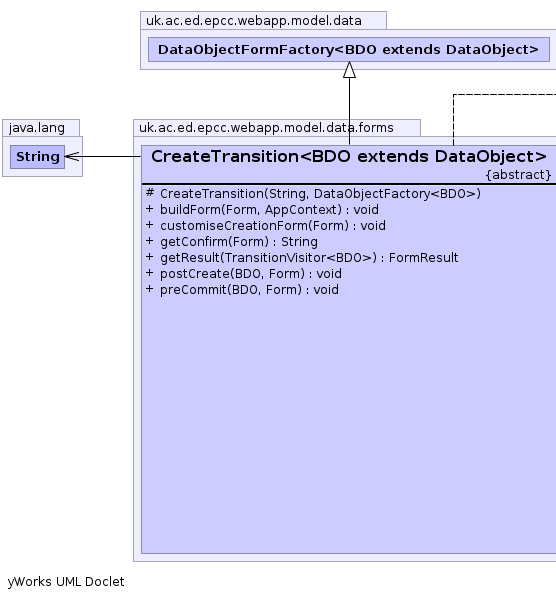 uk.ac.ed.epcc.webapp.model.data
DataObjectFormFactory<BDO extends DataObject>
java.lang
String
uk.ac.ed.epcc.webapp.model.data.forms
CreateTransition<BDO extends DataObject>
{abstract}
# CreateTransition(String, DataObjectFactory<BDO>)
+ buildForm(Form, AppContext) : void
+ customiseCreationForm(Form) : void
+ getConfirm(Form) : String
+ getResult(TransitionVisitor<BDO>) : FormResult
+ postCreate(BDO, Form) : void
+ preCommit(BDO, Form) : void
yWorks UML Doclet